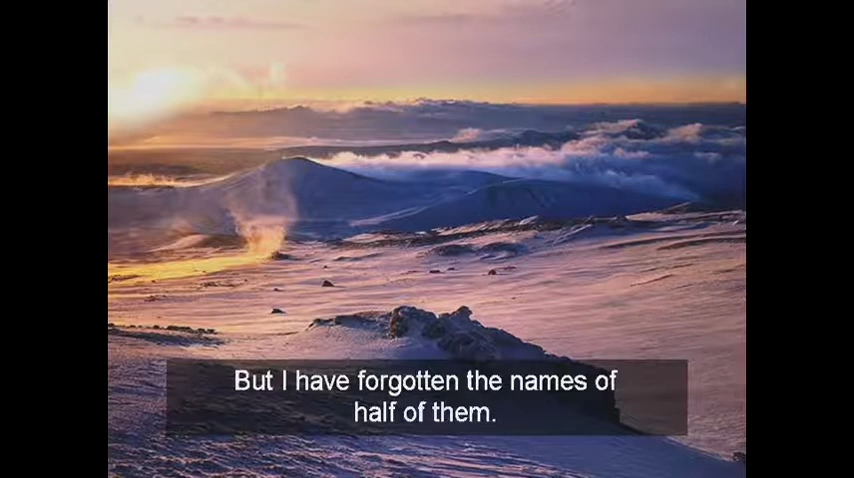 But I have forgotten the names of
half of them.